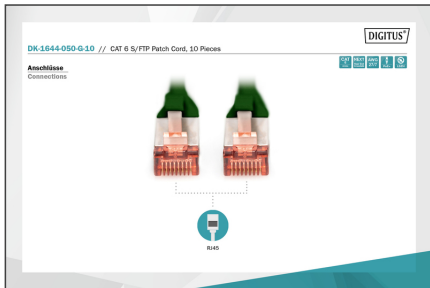 DIGITUS®
DK-1644-050-G-10 // CAT 6 S/FTP Patch Cord, 10 Pieces
Anschlüsse
Connections
RJ45